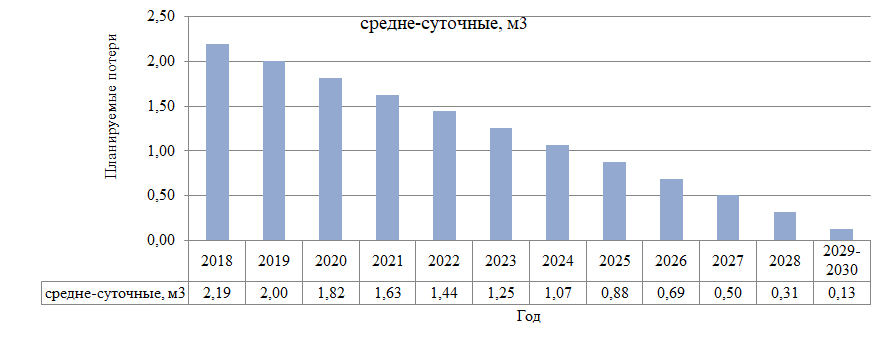 средне-суточные, м3
Планируемые потери
2,50
2,00
1,50
1,00
0,50
0,00
2018 2019 2020 2021 2022 2023 2024 2025 2026 2027 2028 2029-
2030
средне-суточные, м3 2,19 2,00 1,82 1,63 1,44 1,25 1,07 0,88 0,69 0,50 0,31 0,13
Год